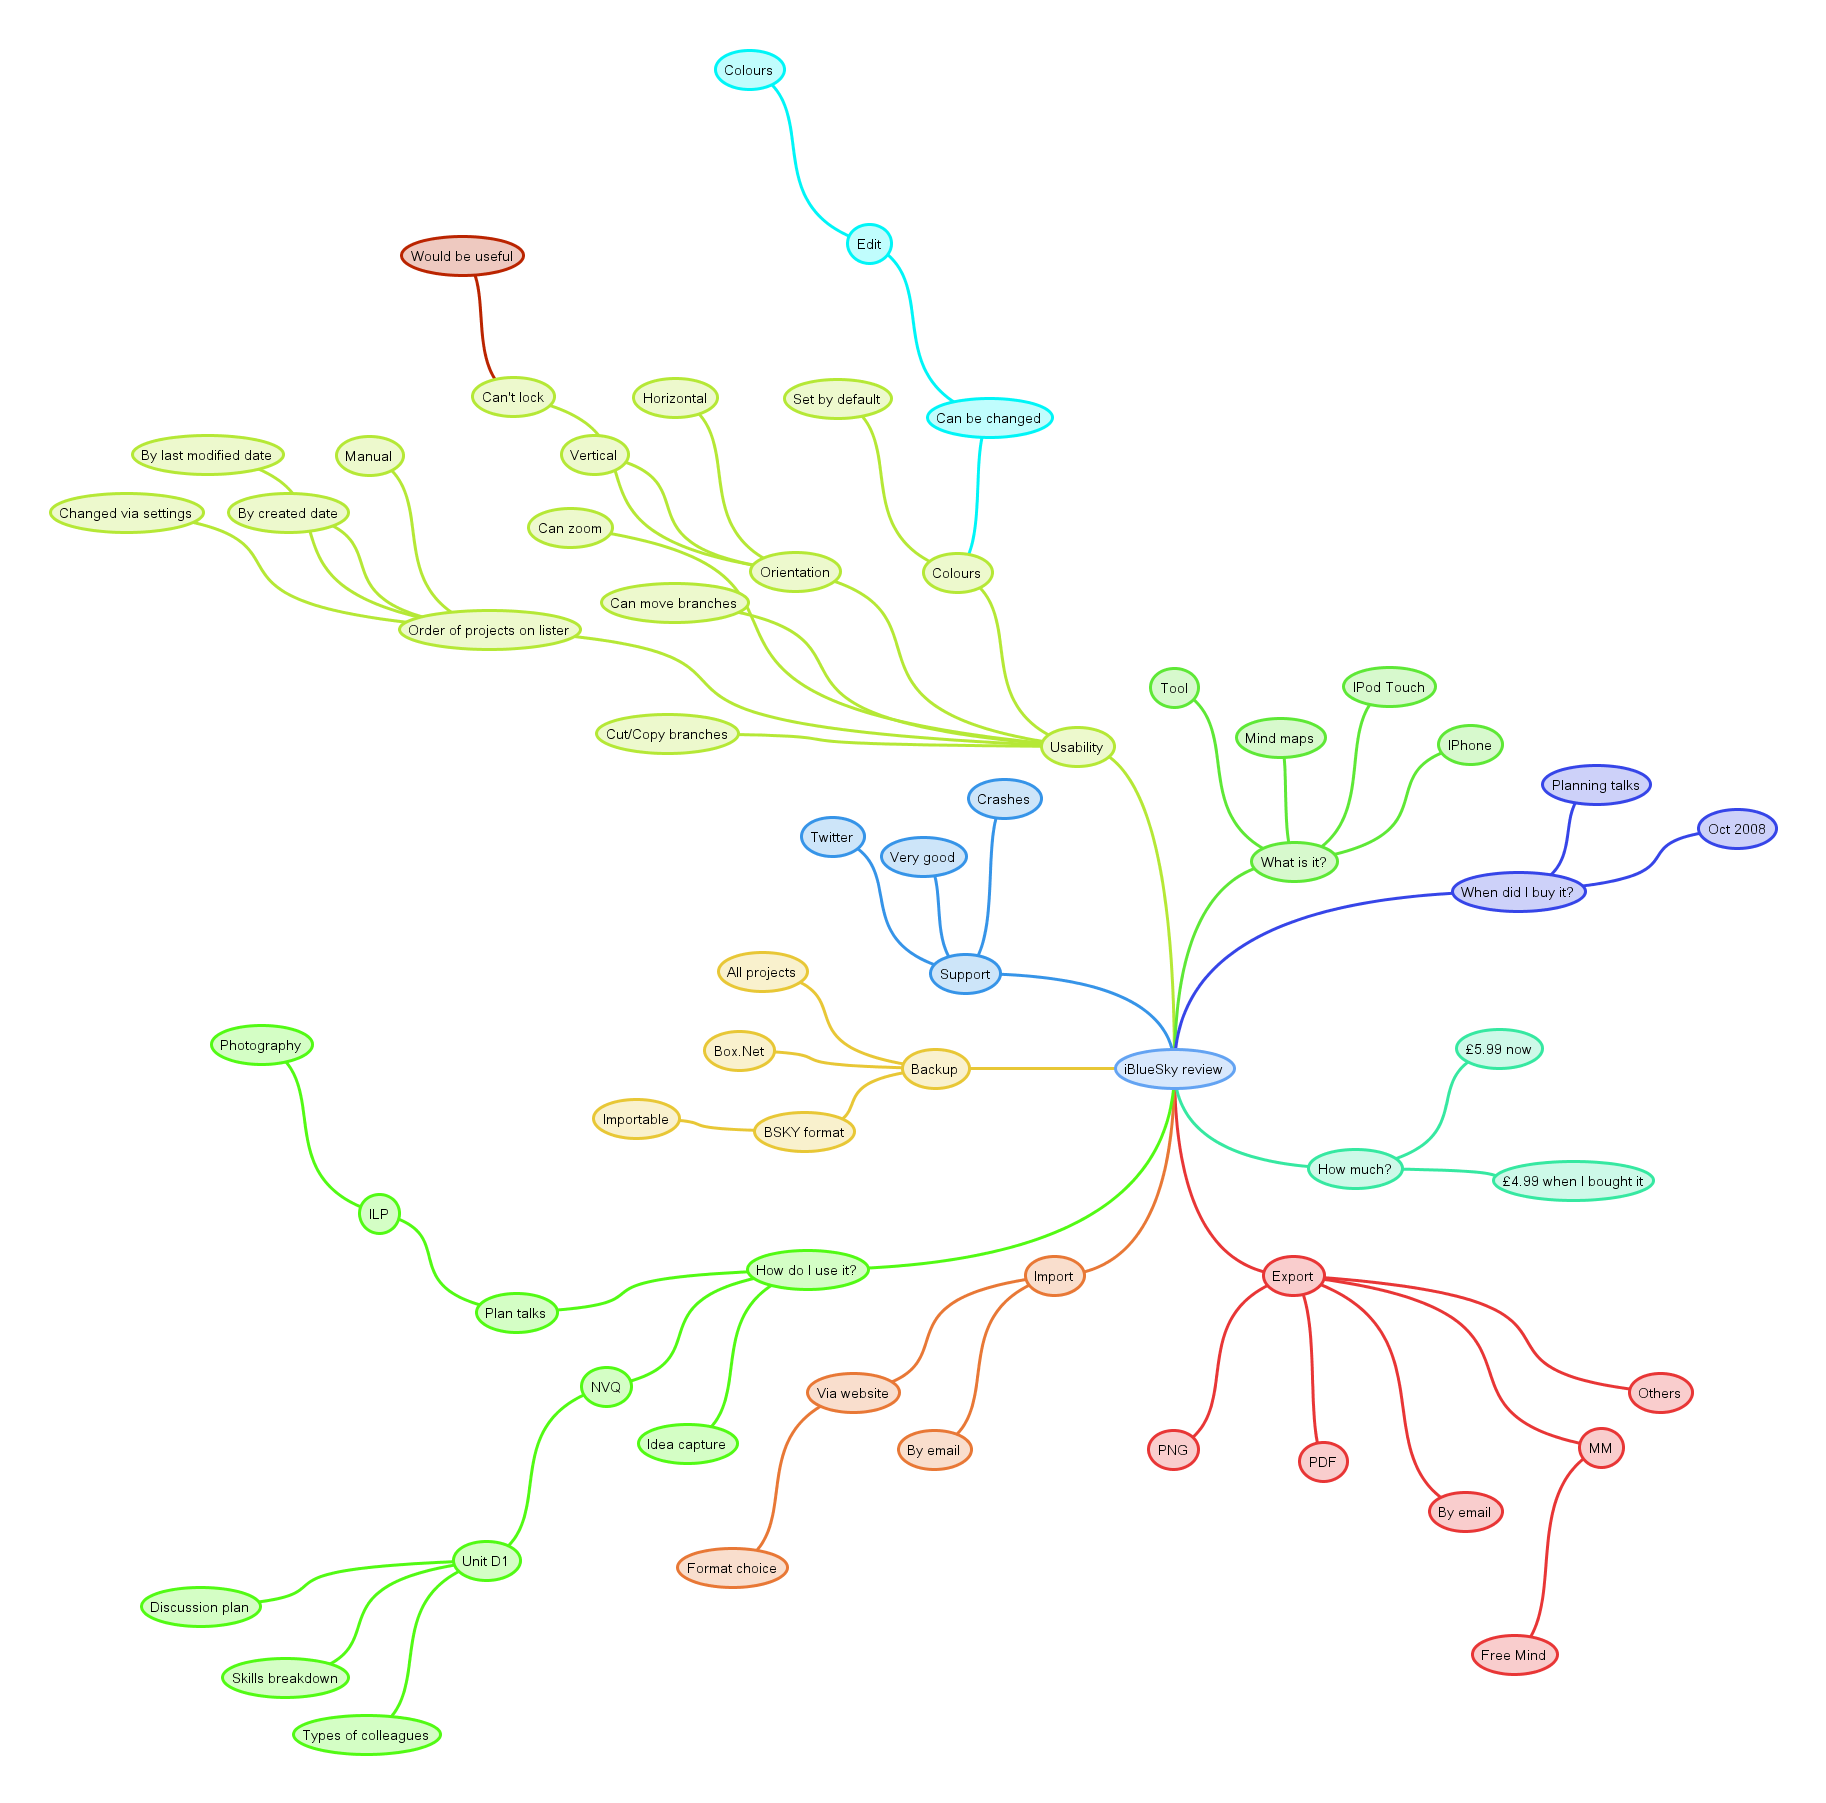 Colours
Edit
Would be useful
Can't lock
Horizontal
Set by default
Can be changed
By last modified date
Manual
Vertical
Changed via settings
By created date
Can zoom
Orientation
Colours
Can move branches
Order of projects on lister
Cut/Copy branches
Usability
Tool
IPod Touch
Mind maps
IPhone
What is it?
Planning talks
Oct 2008
When did I buy it?
Crashes
Twitter
Very good
Support
All projects
Box.Net
Backup
Importable
BSKY format
iBlueSky review
£5.99 now
How much?
£4.99 when I bought it
Photography
ILP
Plan talks
How do I use it?
NVQ
Idea capture
Unit D1
Discussion plan
Skills breakdown
Types of colleagues
Import
Via website
By email
Format choice
Export
PNG
PDF
By email
MM
Others
Free Mind